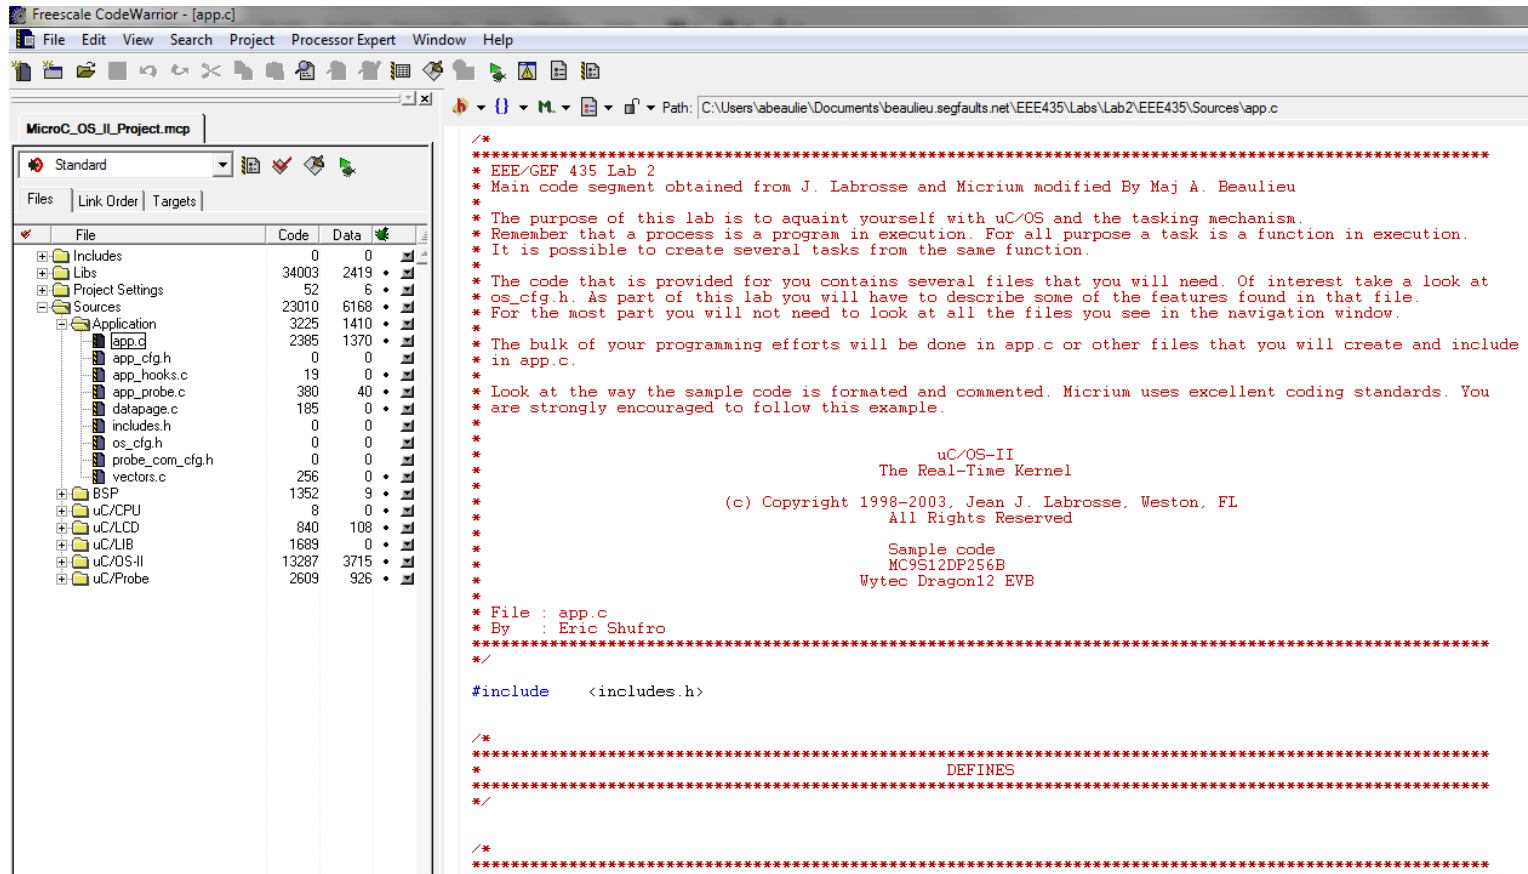 Freescale CodeWarrior - [app.c]
File Edit View Search Project Processor Expert Window Help
Path: C:\Users\abeaulie\Documents\beaulieu.segfaults.net\EEE435\Labs\Lab2\EEE435\Sources\app.c
MicroC_OS_II_Project.mcp
Standard
Files Link Order Targets
File Code Data
Includes 0 0
Libs 34003 2419 •
Project Settings 52 6 •
Sources 23010 6168 •
Application 3225 1410 •
app.c 2385 1370 •
app_cfg.h 0 0
app_hooks.c 19 0 •
app_probe.c 380 40 •
datapage.c 185 0 •
includes.h 0 0
os_cfg.h 0 0
probe_com_cfg.h 0 0
vectors.c 256 0 •
BSP 1352 9 •
uC/CPU 8 0 •
uC/LCD 840 108 •
uC/LIB 1689 0 •
uC/OS-II 13287 3715 •
uC/Probe 2609 926 •
/*
*********************************************************************************************************
* EEE/GEF 435 Lab 2
* Main code segment obtained from J. Labrosse and Micrium modified By Maj A. Beaulieu
*
* The purpose of this lab is to aquaint yourself with uC/OS and the tasking mechanism.
* Remember that a process is a program in execution. For all purpose a task is a function in execution.
* It is possible to create several tasks from the same function.
*
* The code that is provided for you contains several files that you will need. Of interest take a look at
* os_cfg.h. As part of this lab you will have to describe some of the features found in that file.
* For the most part you will not need to look at all the files you see in the navigation window.
*
* The bulk of your programming efforts will be done in app.c or other files that you will create and include
* in app.c.
*
* Look at the way the sample code is formated and commented. Micrium uses excellent coding standards. You
* are strongly encouraged to follow this example.
*
*
* uC/OS-II
* The Real-Time Kernel
*
* (c) Copyright 1998-2003, Jean J. Labrosse, Weston, FL
* All Rights Reserved
*
* Sample code
* MC9S12DP256B
* Wytec Dragon12 EVB
*
* File : app.c
* By : Eric Shufro
*********************************************************************************************************
*/
#include <includes.h>
/*
*********************************************************************************************************
* DEFINES
*********************************************************************************************************
*/
/*
*********************************************************************************************************